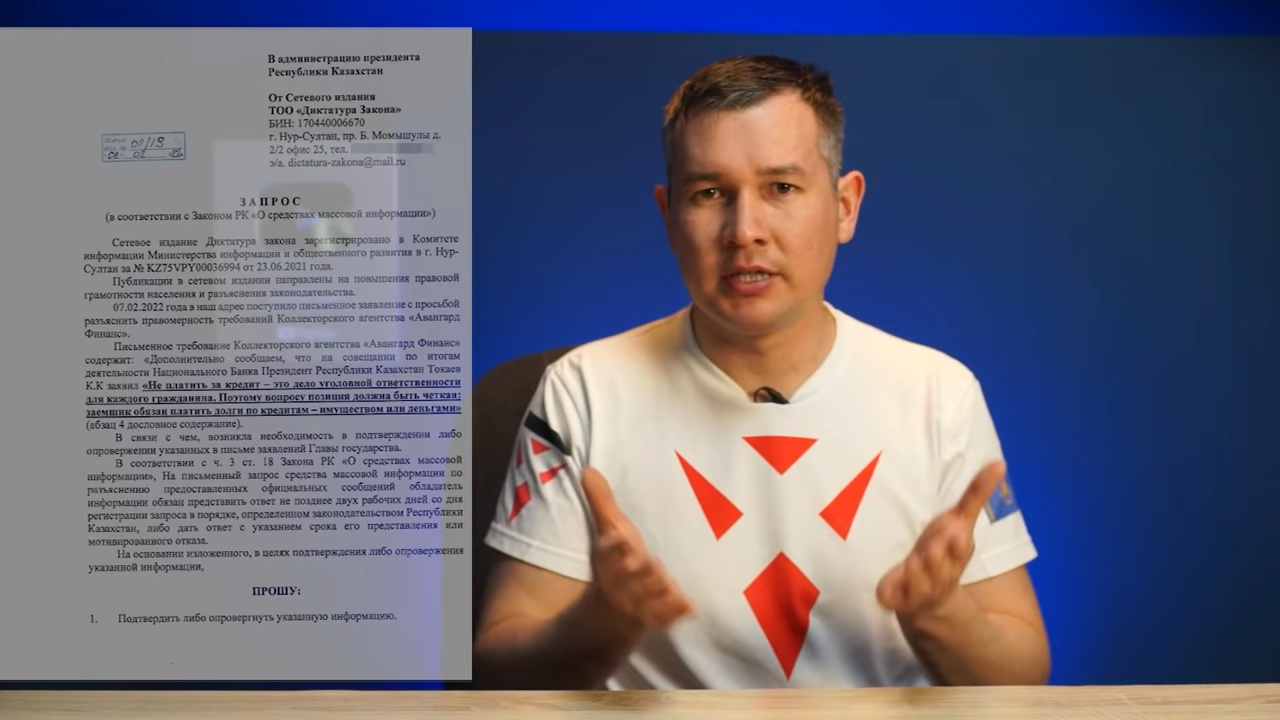 В администрацию президента
Республики Казахстан
От Сетевого издания
ТОО «Диктатура Закона»
БИН: 170440006670
г. Нур-Султан, пр. Б. Момышулы д.
2/2 офис 25, тел.
э/а. dictatura-zakona@mail.ru
ЗАПРОС
(в соответствии с Законом РК «О средствах массовой информации»)
Сетевое издание Диктатура закона зарегистрировано в Комитете
информации Министерства информации и общественного развития в г. Нур-
Султан за № KZ75VPY00036994 от 23.06.2021 года.
Публикации в сетевом издании направлены на повышения правовой
грамотности населения и разъяснения законодательства.
07.02.2022 года в наш адрес поступило письменное заявление с просьбой
разъяснить правомерность требований Коллекторского агентства «Авангард
Финанс».
Письменное требование Коллекторского агентства «Авангард Финанс»
содержит: «Дополнительно сообщаем, что на совещании по итогам
деятельности Национального Банка Президент Республики Казахстан Токаев
К.К заявил «Не платить за кредит – это дело уголовной ответственности
для каждого гражданина. Поэтому вопросу позиция должна быть четкая:
заемщик обязан платить долги по кредитам – имуществом или деньгами»
(абзац 4 дословное содержание).
В связи с чем, возникла необходимость в подтверждении либо
опровержении указанных в письме заявлений Главы государства.
В соответствии с ч. 3 ст. 18 Закона РК «О средствах массовой
информации», На письменный запрос средства массовой информации по
разъяснению предоставленных официальных сообщений обладатель
информации обязан представить ответ не позднее двух рабочих дней со дня
регистрации запроса в порядке, определенном законодательством Республики
Казахстан, либо дать ответ с указанием срока его представления или
мотивированного отказа.
На основании изложенного, в целях подтверждения либо опровержения
указанной информации,
ПРОШУ:
1. Подтвердить либо опровергнуть указанную информацию.